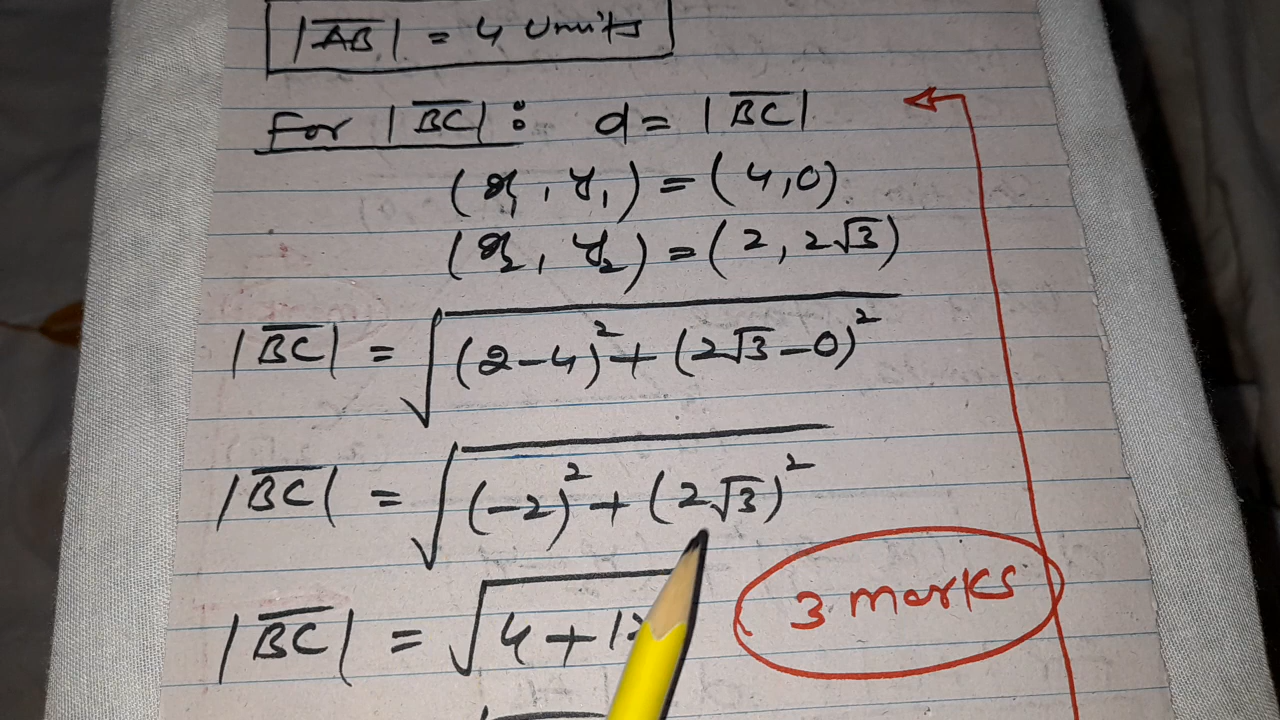 |AB| = 4 Units
For |BC| : d = |BC|
(x₁, y₁) = (4,0)
(x₂, y₂) = (2, 2√3)
|BC| = √(2-4)² + (2√3-0)²
|BC| = √(-2)² + (2√3)²
|BC| = √4+1
3 marks